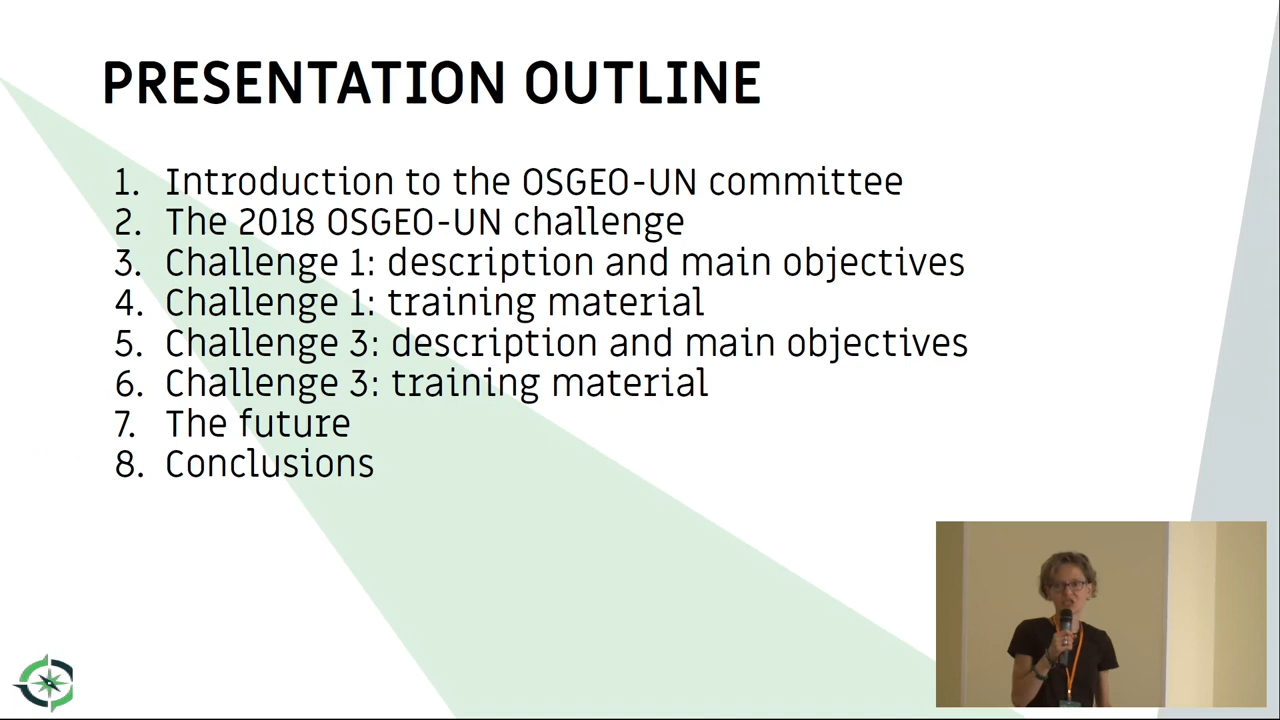 PRESENTATION OUTLINE
1. Introduction to the OSGEO-UN committee
2. The 2018 OSGEO-UN challenge
3. Challenge 1: description and main objectives
4. Challenge 1: training material
5. Challenge 3: description and main objectives
6. Challenge 3: training material
7. The future
8. Conclusions